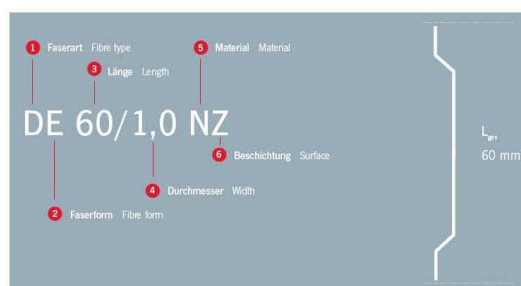 1 Faserart Fibre type
5 Material Material
3 Länge Length
DE 60/1,0 NZ
6 Beschichtung Surface
4 Durchmesser Width
2 Faserform Fibre form
Lges
60 mm